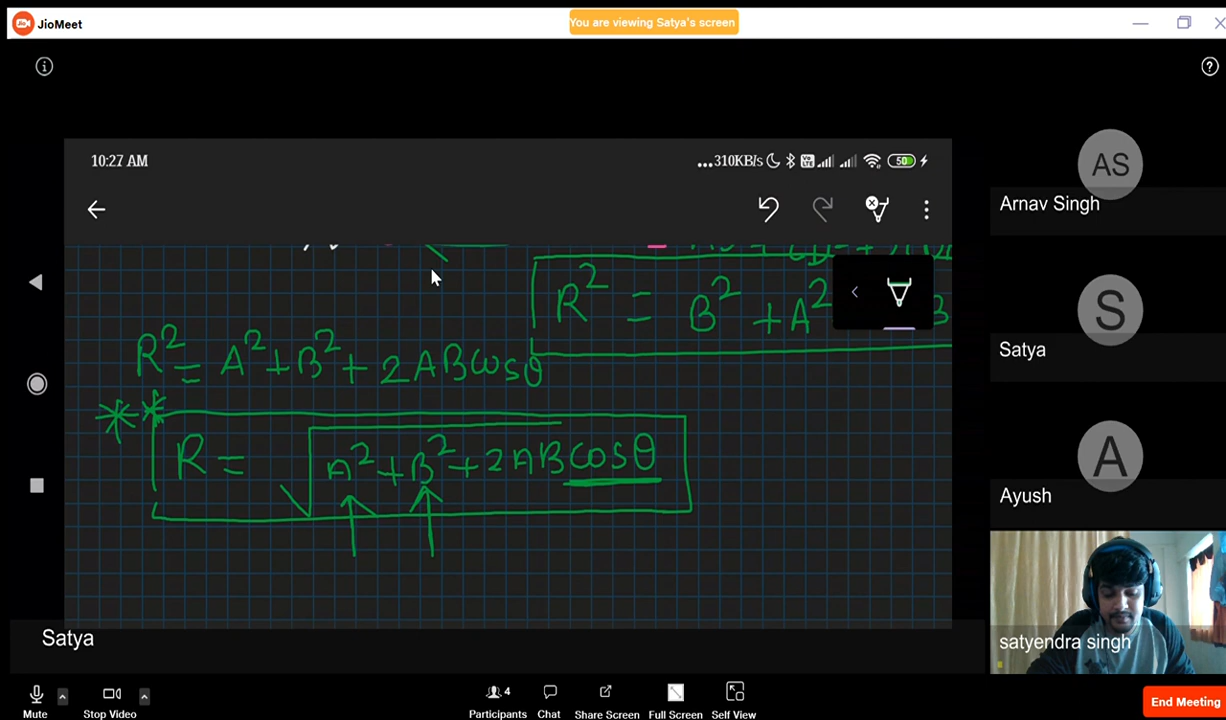 JioMeet
You are viewing Satya's screen
10:27 AM
...310KB/s
50
R² = B² + A²
R² = A² + B² + 2ABcosθ
** R = √A² + B² + 2ABcosθ
Satya
AS
Arnav Singh
S
Satya
A
Ayush
satyendra singh
Mute
Stop Video
4
Participants
Chat
Share Screen
Full Screen
Self View
End Meeting